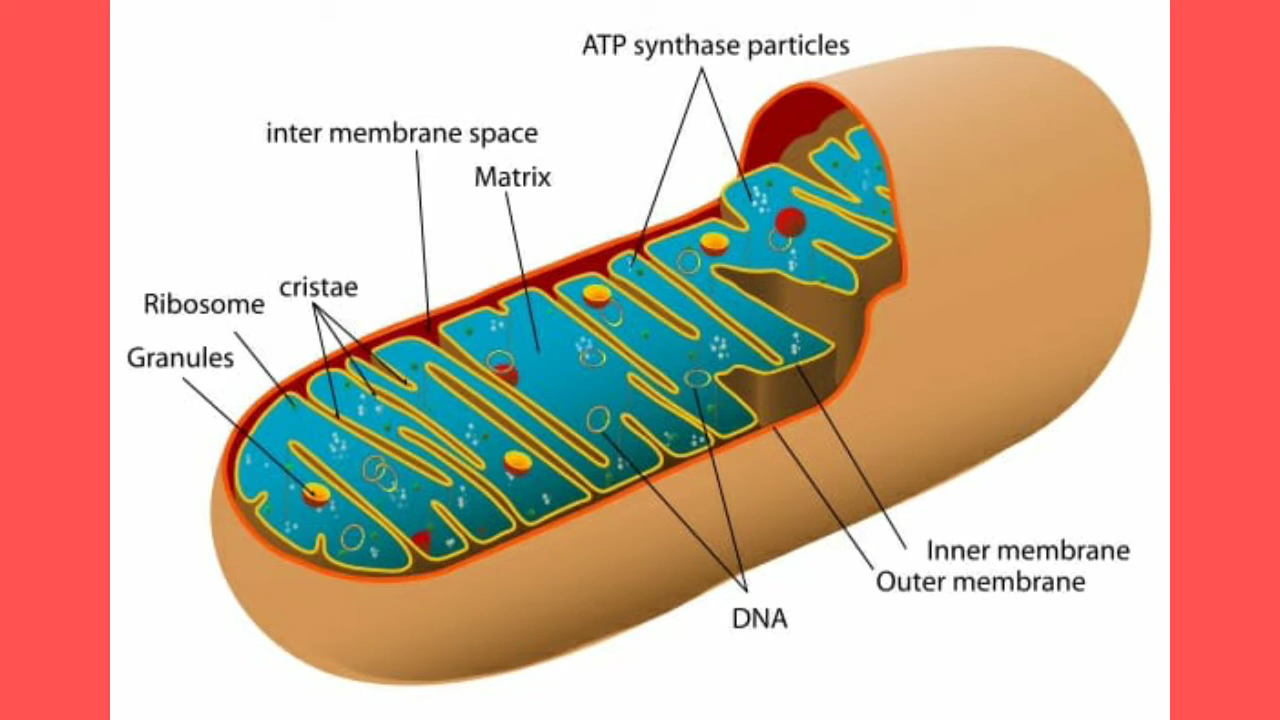 ATP synthase particles
inter membrane space
Matrix
cristae
Ribosome
Granules
Inner membrane
Outer membrane
DNA